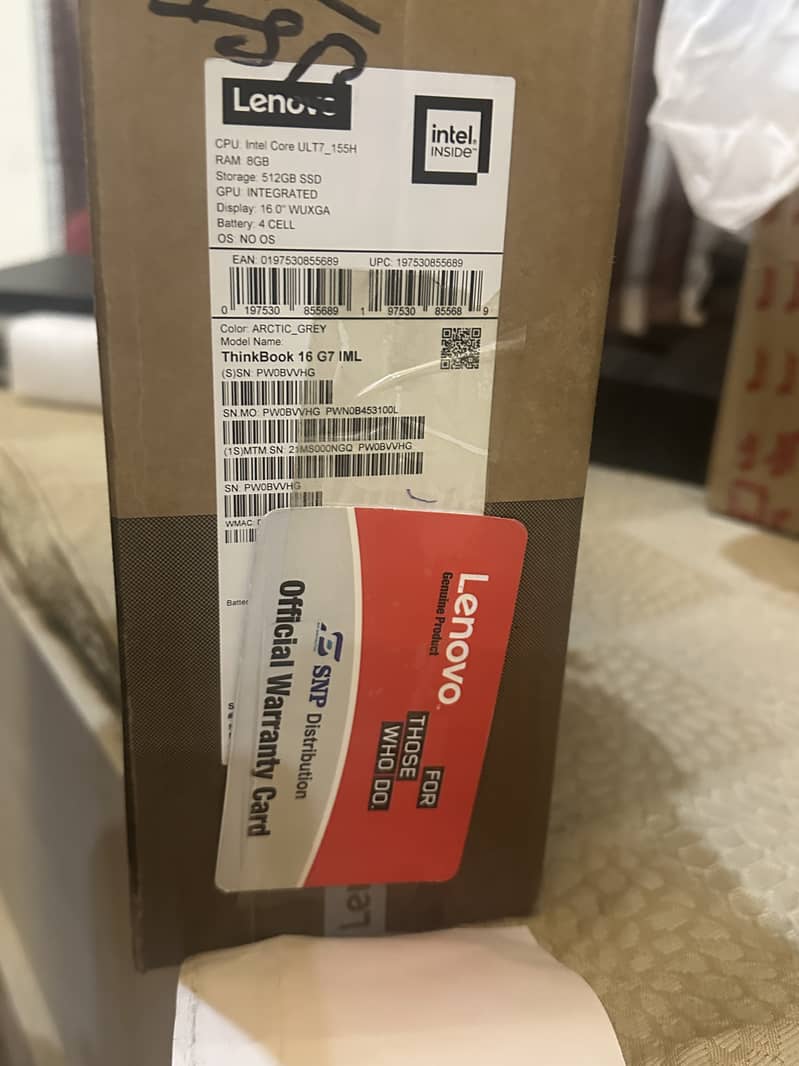 Lenovo
intel.
INSIDE™
CPU: Intel Core ULT7_155H
RAM: 8GB
Storage: 512GB SSD
GPU: INTEGRATED
Display: 16.0" WUXGA
Battery: 4 CELL
OS: NO OS
EAN: 0197530855689 UPC: 197530855689
0 197530 855689 1 97530 85568 9
Color: ARCTIC_GREY
Model Name:
ThinkBook 16 G7 IML
(S)SN: PW0BVVHG
SN.MO: PW0BVVHG PWN0B453100L
(1S)MTM.SN: 21MS000NGQ PW0BVVHG
SN: PW0BVVHG
WMAC:
Lenovo
Genuine Product
FOR
THOSE
WHO DO.
SNP Distribution
Official Warranty Card